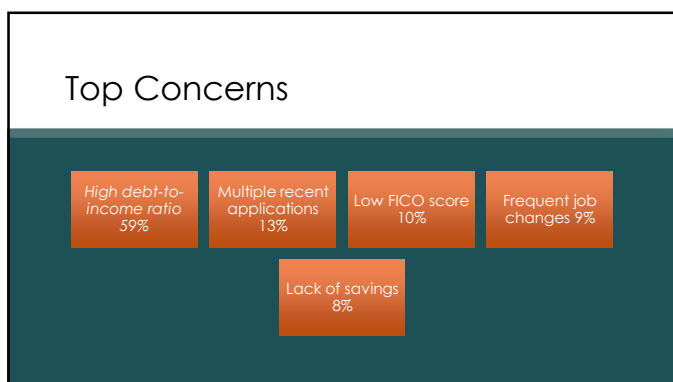 Top Concerns
High debt-to-
income ratio
59%
Multiple recent
applications
13%
Low FICO score
10%
Frequent job
changes 9%
Lack of savings
8%